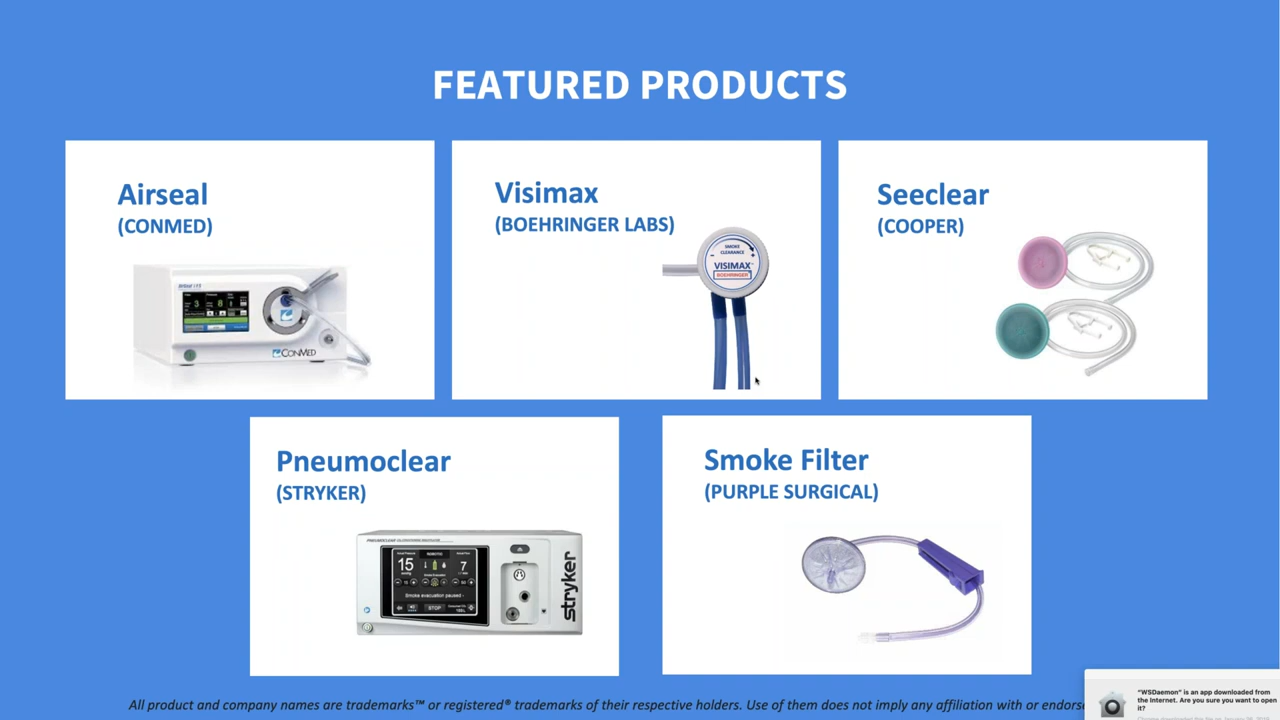 FEATURED PRODUCTS
Airseal
(CONMED)
CONMED
Visimax
(BOEHRINGER LABS)
SMOKE
CLEARANCE
VISIMAX
BOEHRINGER
Seeclear
(COOPER)
Pneumoclear
(STRYKER)
15
7
Smoke evacuation paused
STOP
stryker
Smoke Filter
(PURPLE SURGICAL)
All product and company names are trademarks™ or registered® trademarks of their respective holders. Use of them does not imply any affiliation with or endors
"WSDaemon" is an app downloaded from
the Internet. Are you sure you want to open
it?